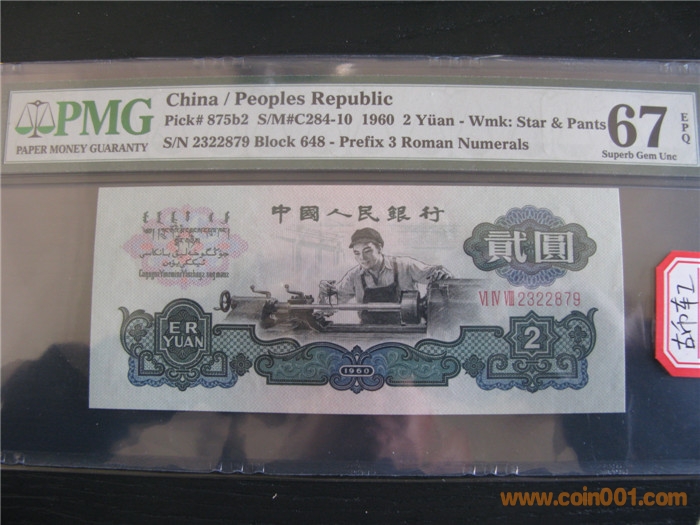 PMG
PAPER MONEY GUARANTY
China / Peoples Republic
Pick# 875b2 S/M#C284-10 1960 2 Yüan - Wmk: Star & Pants
S/N 2322879 Block 648 - Prefix 3 Roman Numerals
67
EPQ
Superb Gem Unc
中國人民銀行
貳圓
VI IV VIII 2322879
ER
YUAN
2
1960
古币车工
www.coin001.com